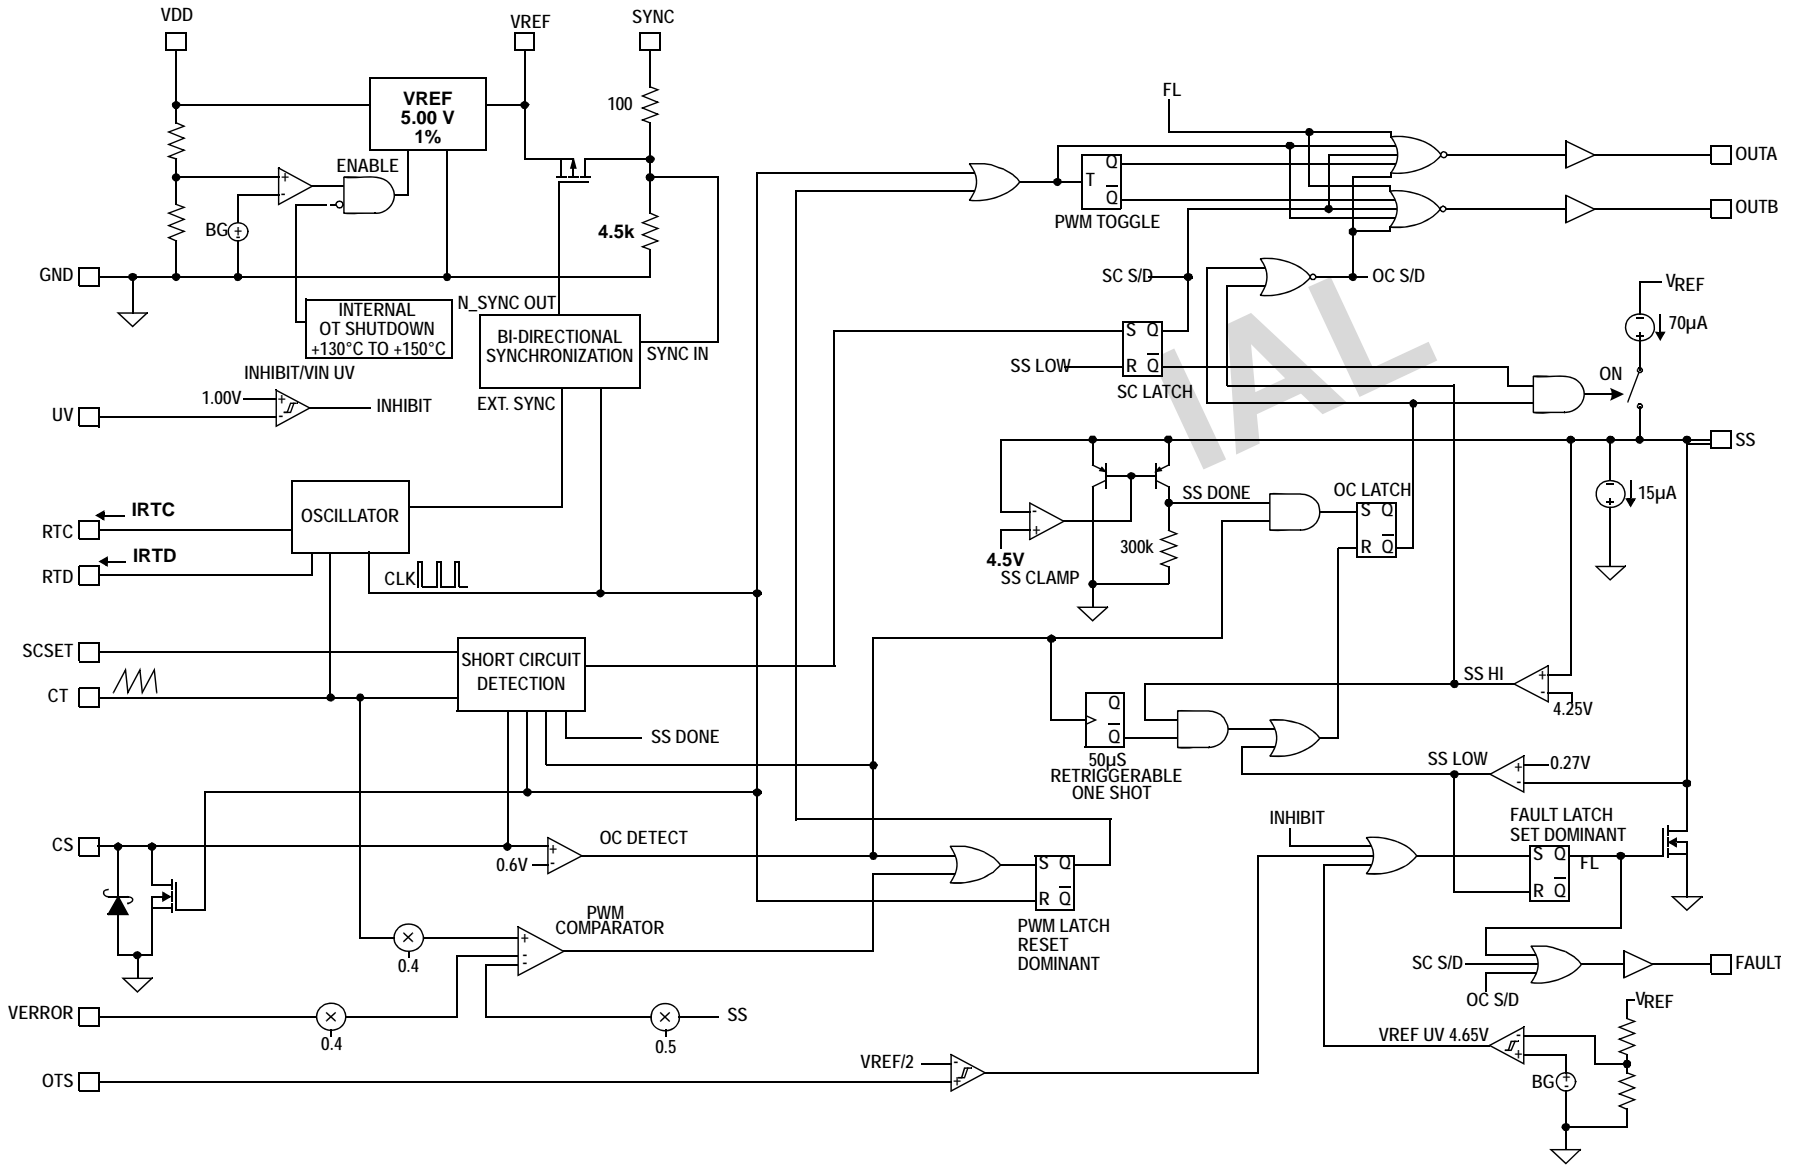 VDD
VREF
SYNC
VREF
5.00 V
1%
100
FL
ENABLE
Q
T
Q
PWM TOGGLE
OUTA
OUTB
BG
4.5k
GND
SC S/D
OC S/D
VREF
70µA
N_SYNC OUT
INTERNAL
OT SHUTDOWN
+130°C TO +150°C
BI-DIRECTIONAL
SYNCHRONIZATION
SYNC IN
S Q
R Q
SC LATCH
SS LOW
IAL
ON
INHIBIT/VIN UV
1.00V
INHIBIT
UV
EXT. SYNC
SS
SS DONE
OC LATCH
S Q
R Q
15µA
IRTC
RTC
OSCILLATOR
IRTD
RTD
CLK
4.5V
SS CLAMP
300k
SCSET
CT
SHORT CIRCUIT
DETECTION
SS DONE
SS HI
4.25V
Q
Q
50µS
RETRIGGERABLE
ONE SHOT
SS LOW
0.27V
CS
0.6V
OC DETECT
INHIBIT
FAULT LATCH
SET DOMINANT
S Q
FL
R Q
S Q
R Q
PWM LATCH
RESET
DOMINANT
PWM
COMPARATOR
0.4
SC S/D
OC S/D
FAULT
VERROR
0.4
0.5
SS
VREF
VREF UV 4.65V
BG
VREF/2
OTS